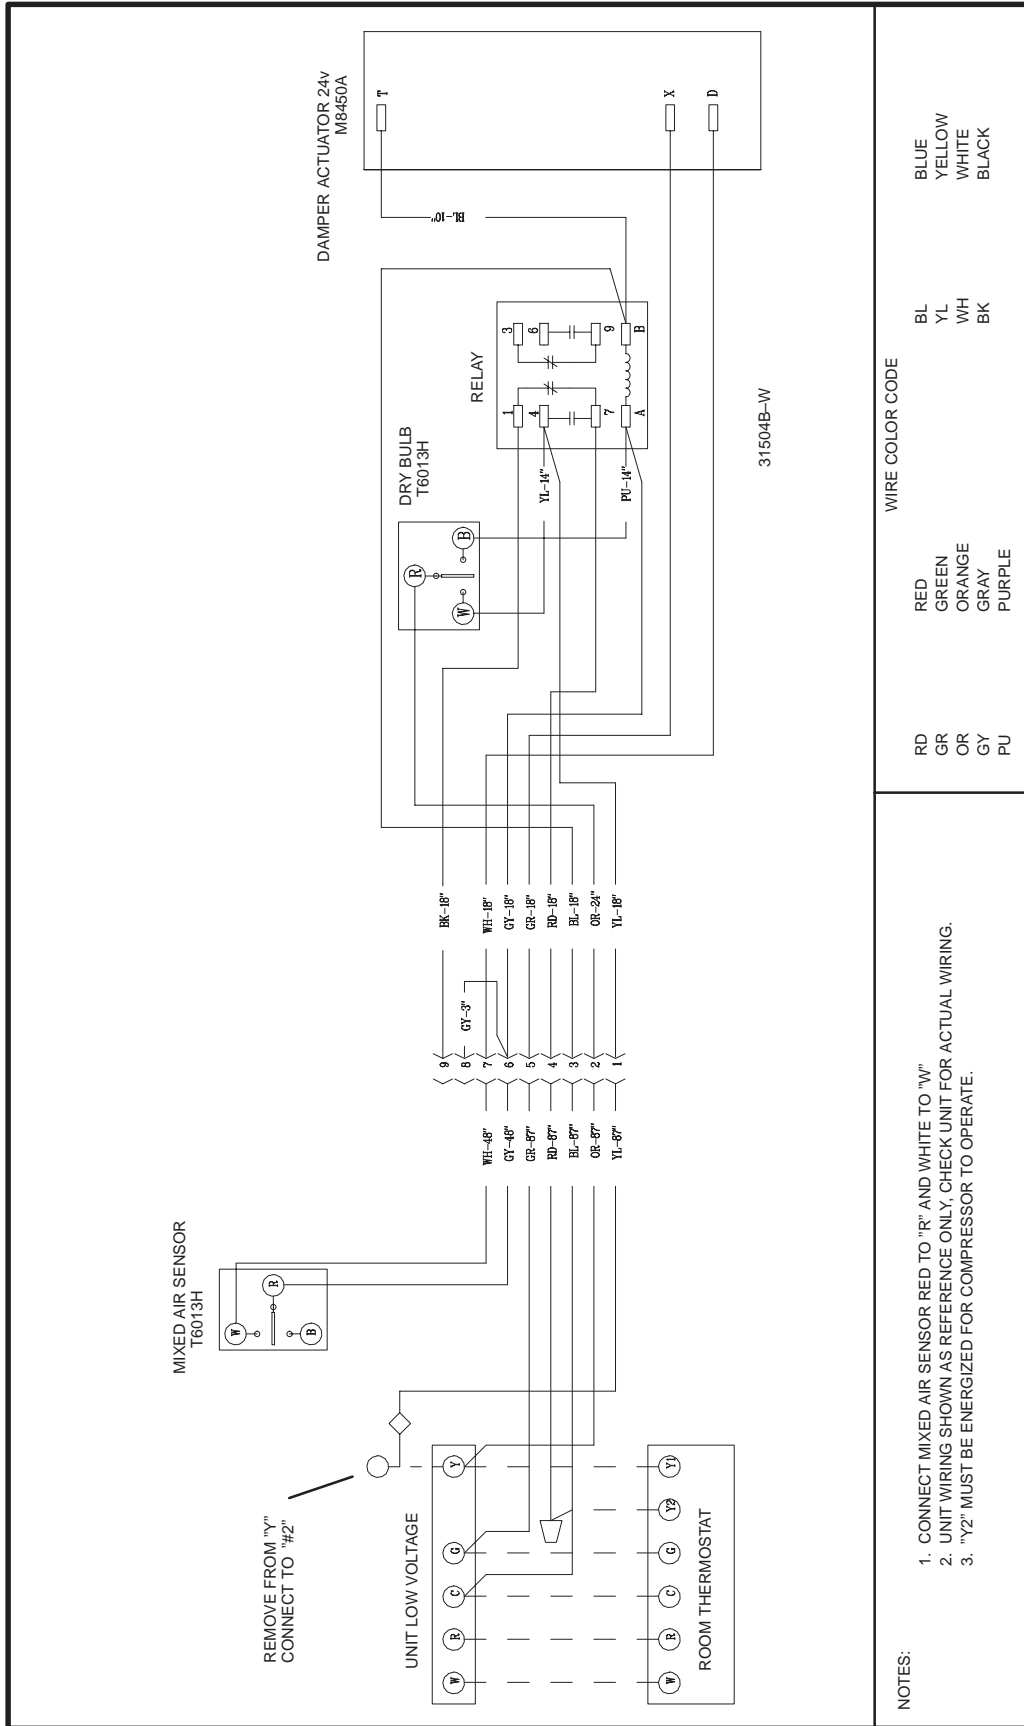 DAMPER ACTUATOR 24v
M8450A
T
X
D
BL-10"
RELAY
3
6
9
B
1
4
7
A
DRY BULB
T6013H
R
B
W
YL-14"
PU-14"
31504B–W
BK-18"
WH-18"
GY-18"
GR-18"
RD-18"
BL-18"
OR-24"
YL-18"
GY-3"
9
8
7
6
5
4
3
2
1
WH-48"
GY-48"
GR-87"
RD-87"
BL-87"
OR-87"
YL-87"
MIXED AIR SENSOR
T6013H
W
R
B
REMOVE FROM "Y"
CONNECT TO "#2"
UNIT LOW VOLTAGE
W
R
C
G
Y
ROOM THERMOSTAT
W
R
C
G
Y2
Y1
NOTES:
1. CONNECT MIXED AIR SENSOR RED TO "R" AND WHITE TO "W"
2. UNIT WIRING SHOWN AS REFERENCE ONLY, CHECK UNIT FOR ACTUAL WIRING.
3. "Y2" MUST BE ENERGIZED FOR COMPRESSOR TO OPERATE.
WIRE COLOR CODE
RD RED BL BLUE
GR GREEN YL YELLOW
OR ORANGE WH WHITE
GY GRAY BK BLACK
PU PURPLE